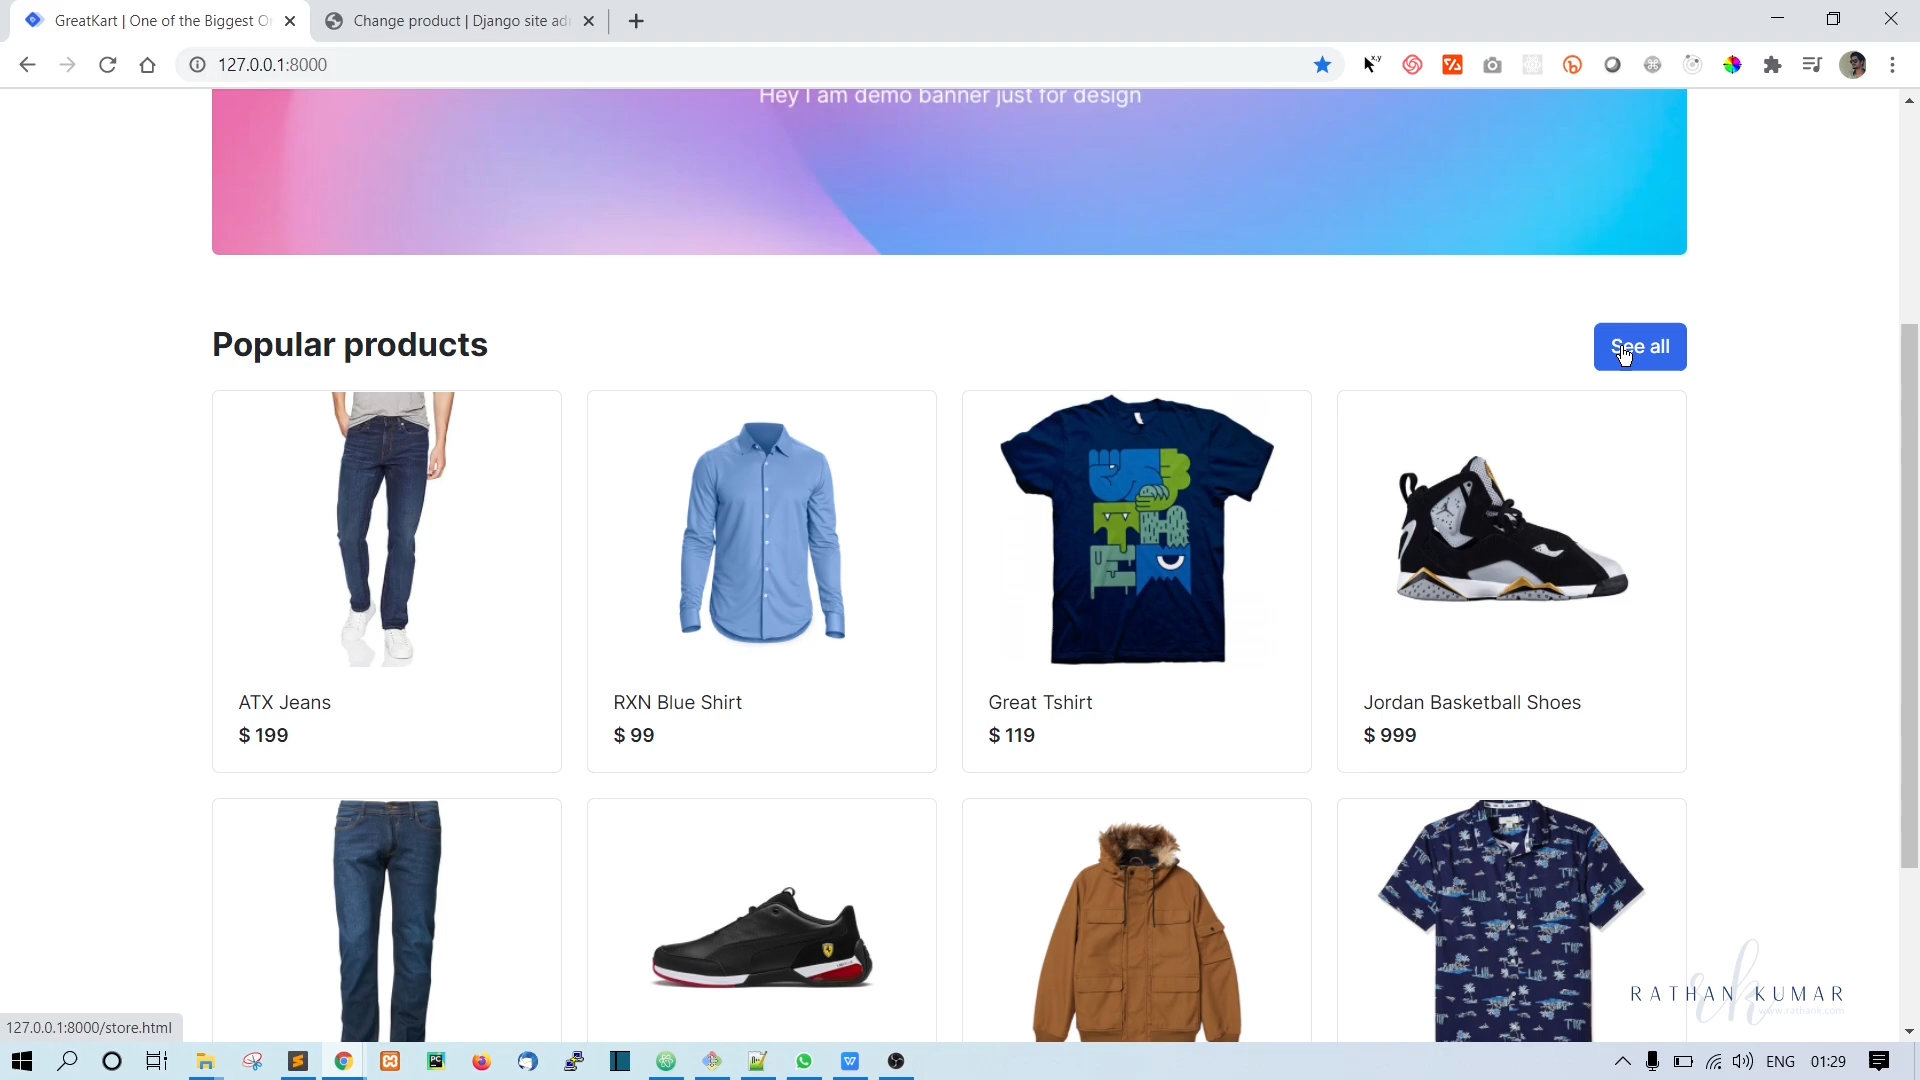 GreatKart | One of the Biggest O
Change product | Django site ad
127.0.0.1:8000
Hey I am demo banner just for design
Popular products
See all
ATX Jeans
$ 199
RXN Blue Shirt
$ 99
Great Tshirt
$ 119
Jordan Basketball Shoes
$ 999
RATHAN KUMAR
www.rathank.com
127.0.0.1:8000/store.html
ENG
01:29